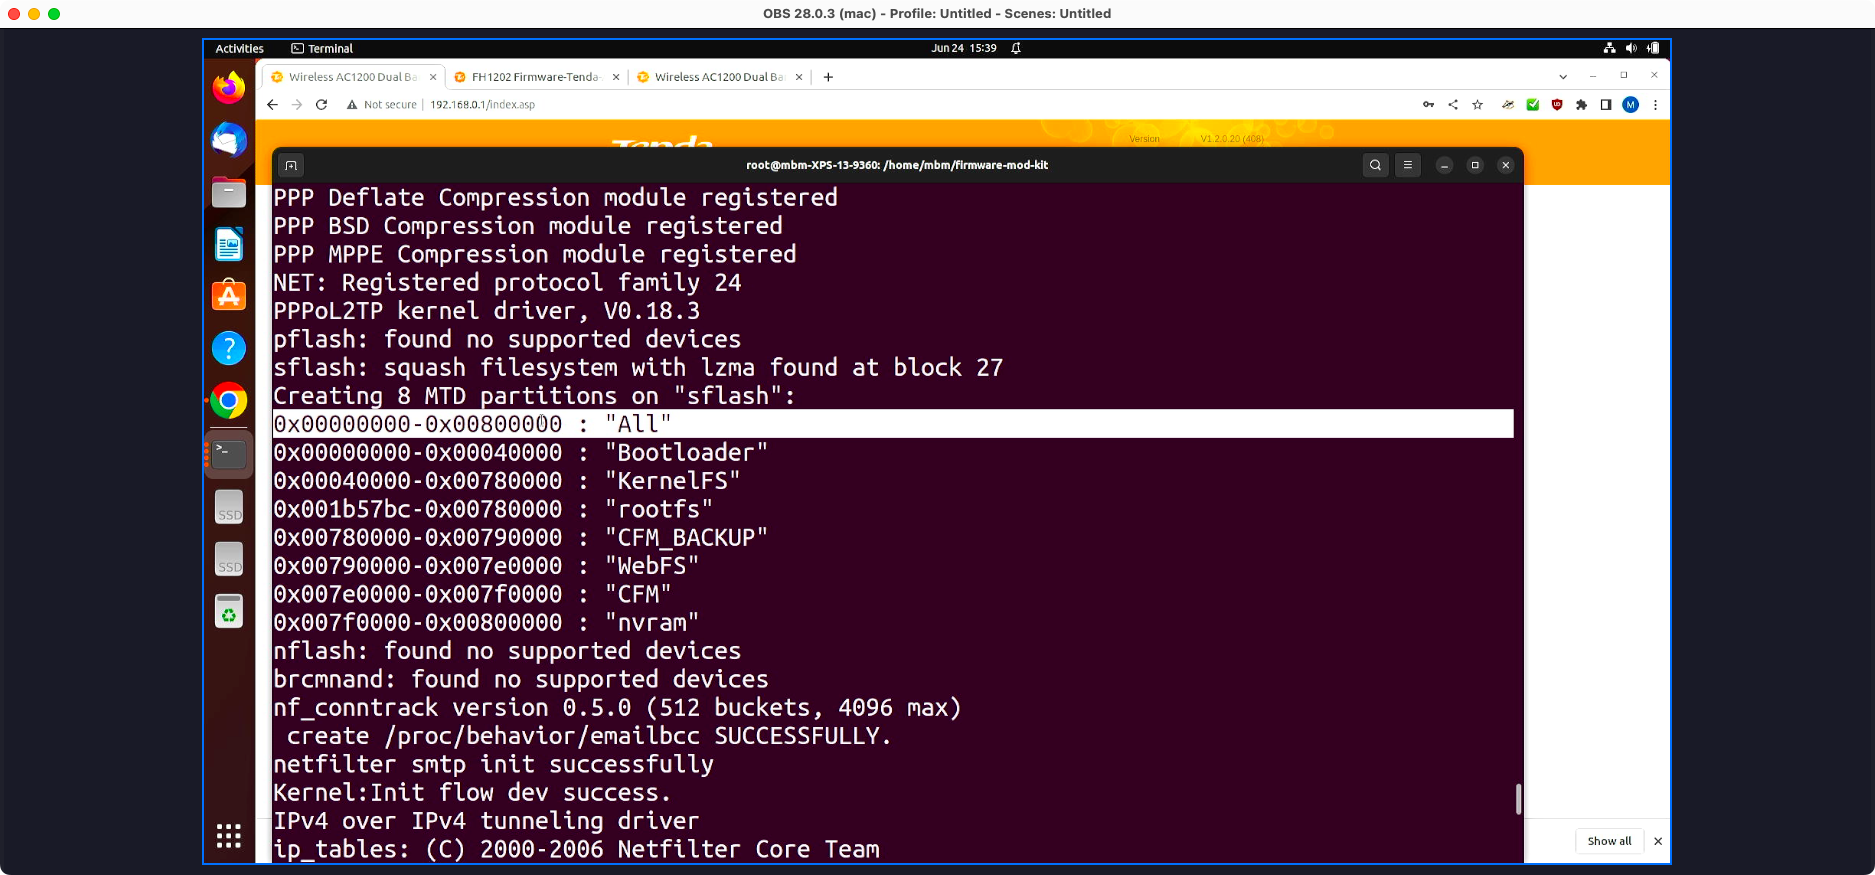 OBS 28.0.3 (mac) - Profile: Untitled - Scenes: Untitled
Activities
Terminal
Jun 24 15:39
Wireless AC1200 Dual Ba
FH1202 Firmware-Tenda-
Wireless AC1200 Dual Ba
Not secure
192.168.0.1/index.asp
M
Tenda
Version
V1.2.0.20 (408)
root@mbm-XPS-13-9360: /home/mbm/firmware-mod-kit
PPP Deflate Compression module registered
PPP BSD Compression module registered
PPP MPPE Compression module registered
NET: Registered protocol family 24
PPPoL2TP kernel driver, V0.18.3
pflash: found no supported devices
sflash: squash filesystem with lzma found at block 27
Creating 8 MTD partitions on "sflash":
0x00000000-0x00800000 : "All"
0x00000000-0x00040000 : "Bootloader"
0x00040000-0x00780000 : "KernelFS"
0x001b57bc-0x00780000 : "rootfs"
0x00780000-0x00790000 : "CFM_BACKUP"
0x00790000-0x007e0000 : "WebFS"
0x007e0000-0x007f0000 : "CFM"
0x007f0000-0x00800000 : "nvram"
nflash: found no supported devices
brcmnand: found no supported devices
nf_conntrack version 0.5.0 (512 buckets, 4096 max)
create /proc/behavior/emailbcc SUCCESSFULLY.
netfilter smtp init successfully
Kernel:Init flow dev success.
IPv4 over IPv4 tunneling driver
ip_tables: (C) 2000-2006 Netfilter Core Team
SSD
SSD
Show all